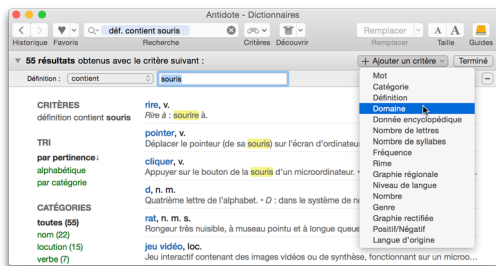 Antidote - Dictionnaires
déf. contient souris
Remplacer
A A
Historique Favoris Recherche Critères Découvrir Remplacer Taille Guides
55 résultats obtenus avec le critère suivant :
+ Ajouter un critère
Terminé
Définition : contient souris
Mot
Catégorie
Définition
Domaine
Donnée encyclopédique
Nombre de lettres
Nombre de syllabes
Fréquence
Rime
Graphie régionale
Niveau de langue
Nombre
Genre
Graphie rectifiée
Positif/Négatif
Langue d'origine
CRITÈRES
définition contient souris
TRI
par pertinence↓
alphabétique
par catégorie
CATÉGORIES
toutes (55)
nom (22)
locution (15)
verbe (7)
rire, v.
Rire à : sourire à.
pointer, v.
Déplacer le pointeur (de sa souris) sur l'écran d'ordinateu
cliquer, v.
Appuyer sur le bouton de la souris d'un microordinateur. •
d, n. m.
Quatrième lettre de l'alphabet. • D : dans le système de n
rat, n. m. s.
Rongeur très nuisible, à museau pointu et à longue queue
jeu vidéo, loc.
Jeu interactif contenant des images vidéos ou de synthèse, fonctionnant sur un microo…